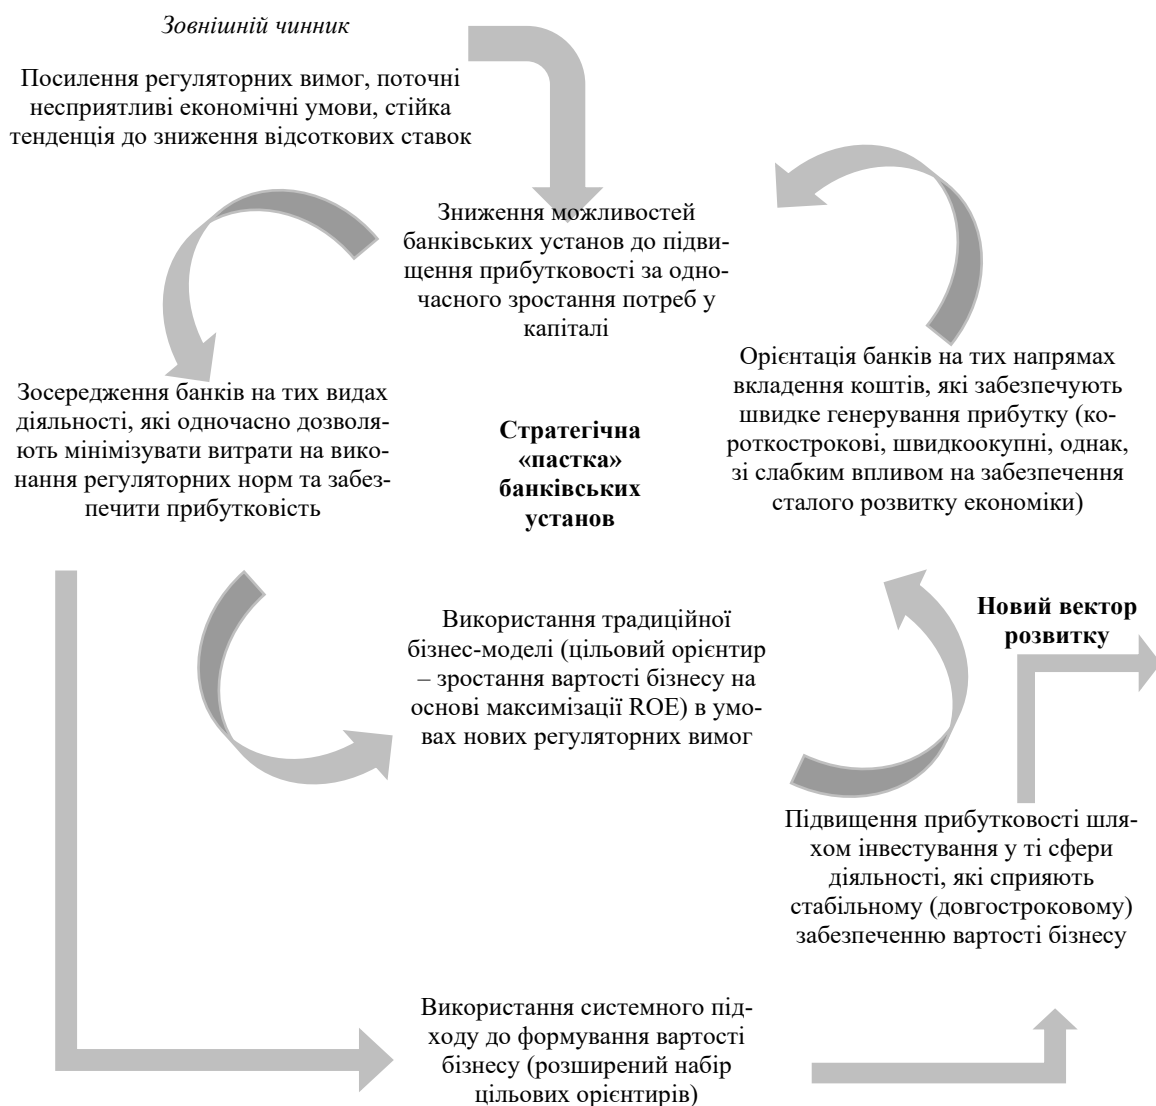 Зовнішній чинник
Посилення регуляторних вимог, поточні
несприятливі економічні умови, стійка
тенденція до зниження відсоткових ставок
Зниження можливостей
банківських установ до підви-
щення прибутковості за одно-
часного зростання потреб у
капіталі
Зосередження банків на тих видах
діяльності, які одночасно дозволя-
ють мінімізувати витрати на вико-
нання регуляторних норм та забез-
печити прибутковість
Стратегічна
«пастка»
банківських
установ
Орієнтація банків на тих напрямах
вкладення коштів, які забезпечують
швидке генерування прибутку (ко-
роткострокові, швидкоокупні, однак,
зі слабким впливом на забезпечення
сталого розвитку економіки)
Використання традиційної
бізнес-моделі (цільовий орієнтир
– зростання вартості бізнесу на
основі максимізації ROE) в умо-
вах нових регуляторних вимог
Новий вектор
розвитку
Підвищення прибутковості шля-
хом інвестування у ті сфери
діяльності, які сприяють
стабільному (довгостроковому)
забезпеченню вартості бізнесу
Використання системного під-
ходу до формування вартості
бізнесу (розширений набір
цільових орієнтирів)